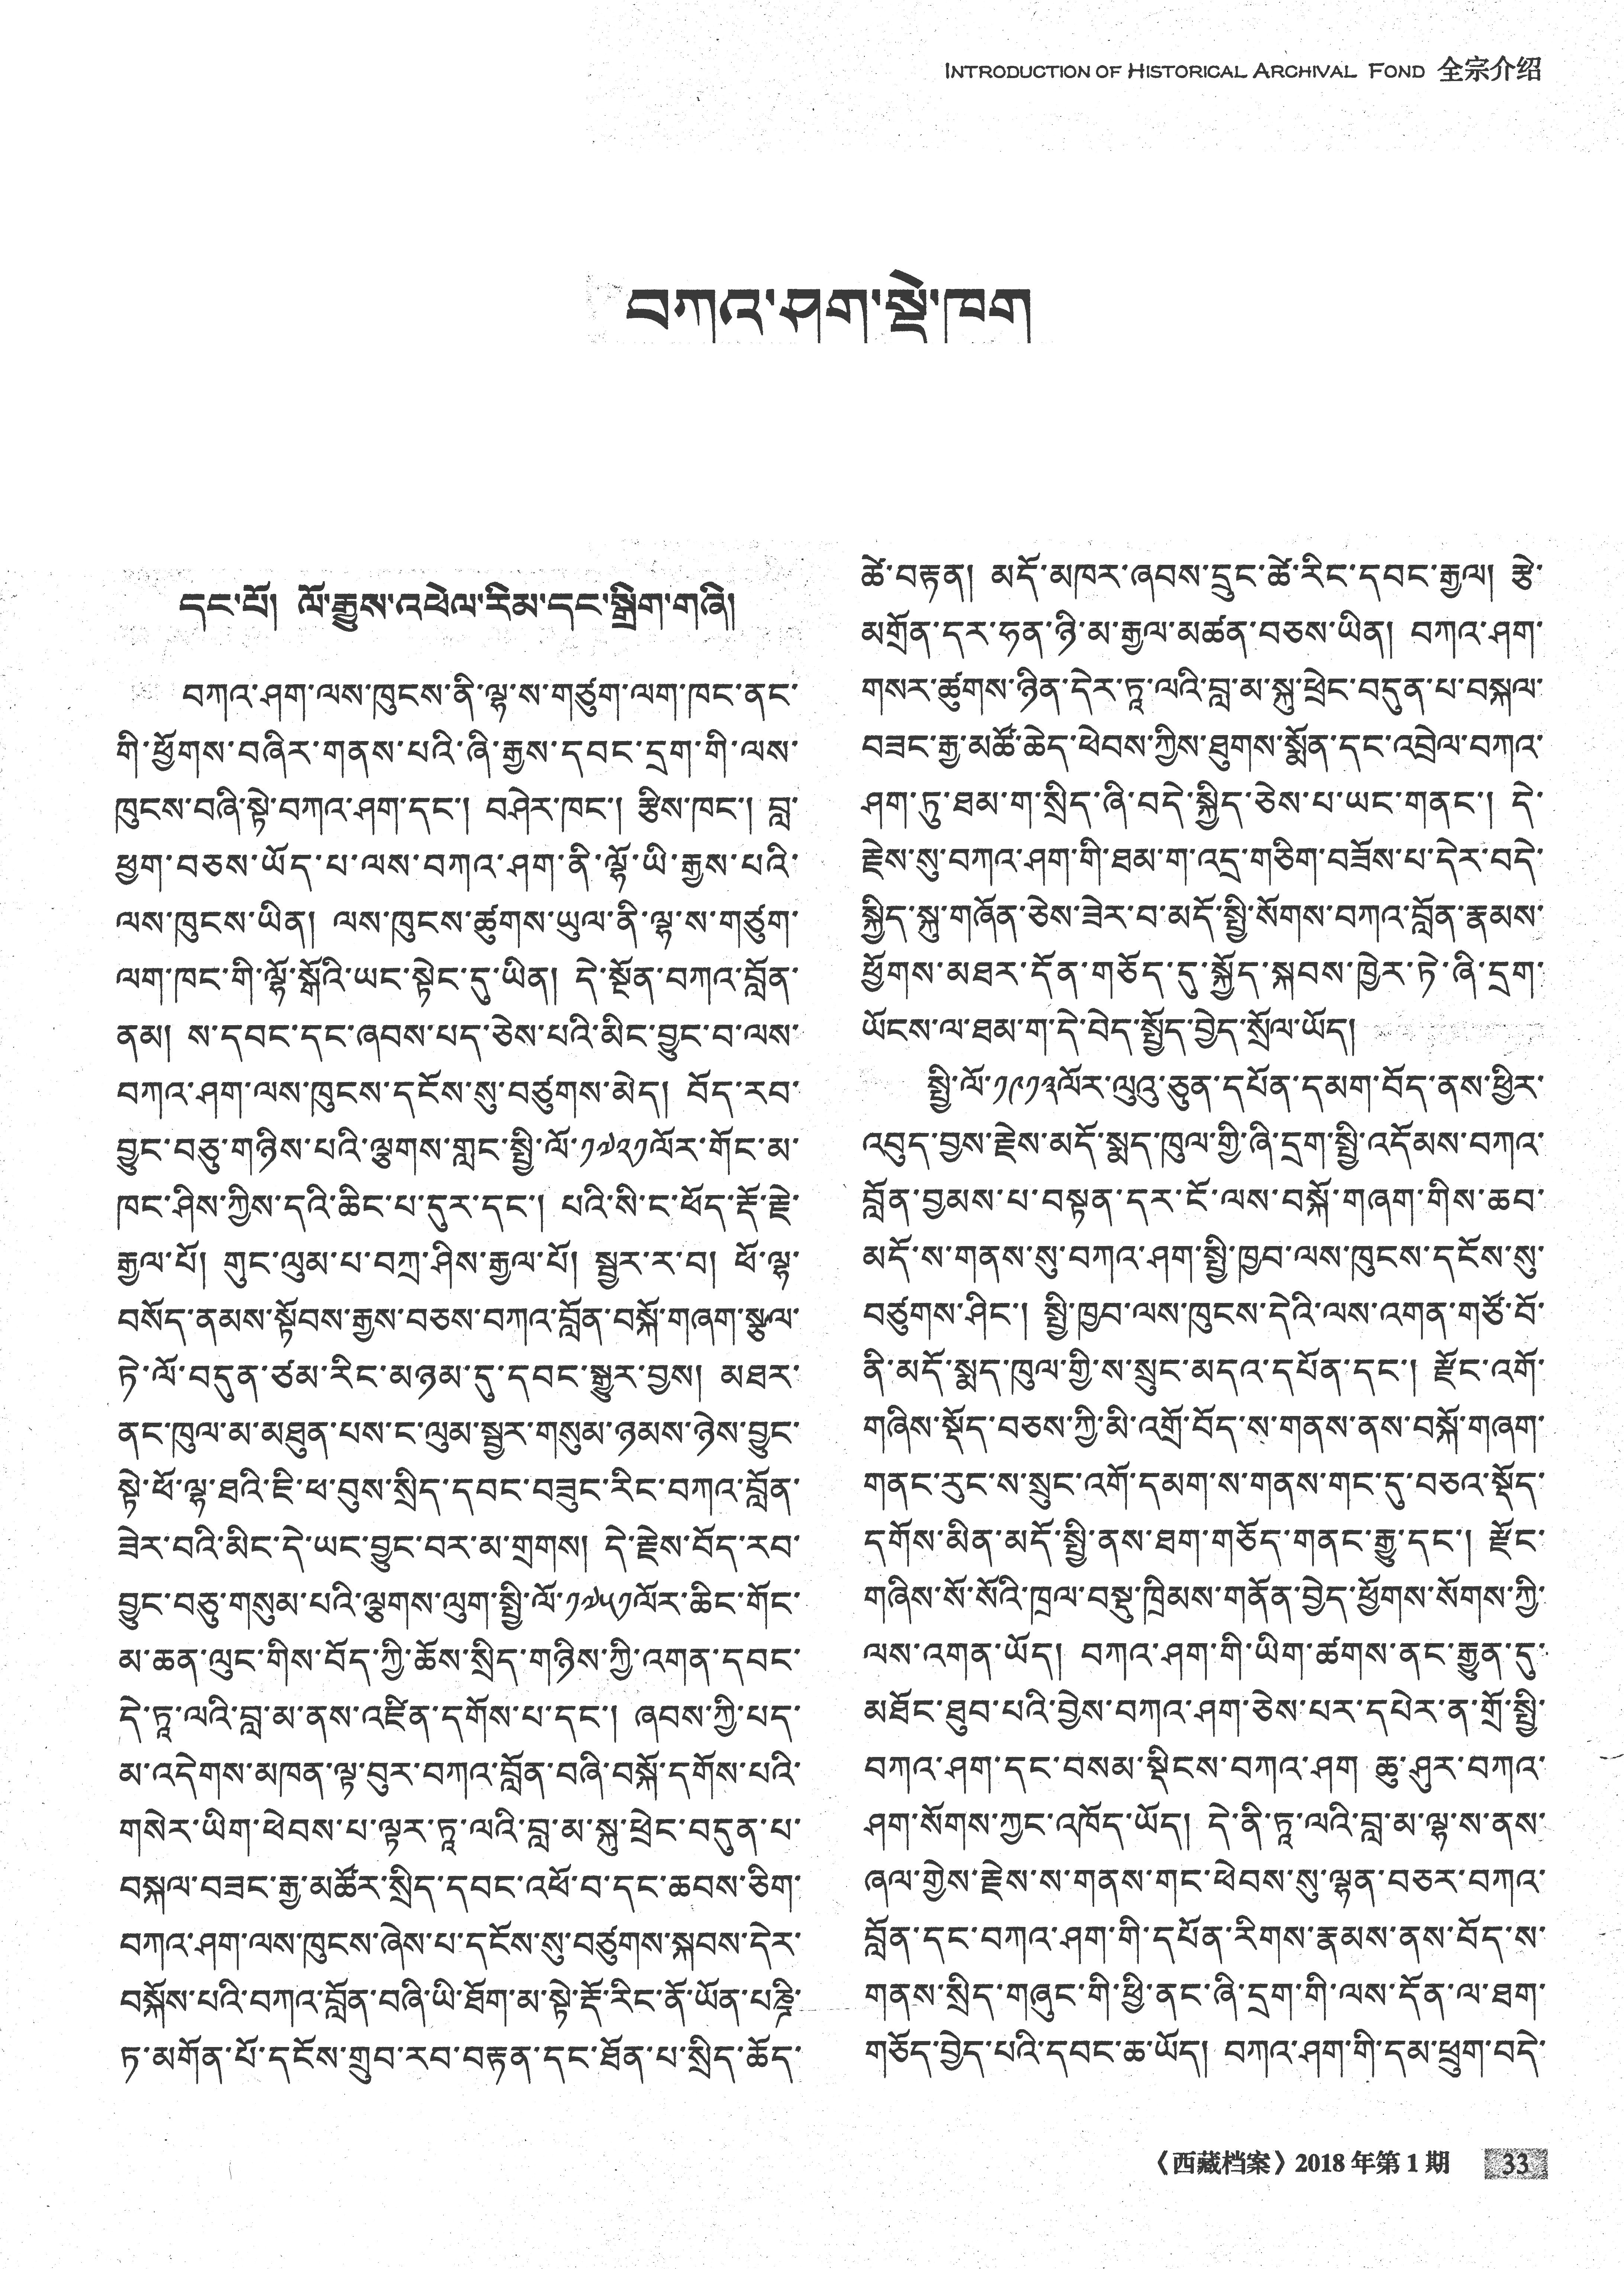 INTRODUCTION OF HISTORICAL ARCHIVAL FOND 全宗介绍
བཀའ་ཤག་སྡེ་ཁག
དང་པོ། ལོ་རྒྱུས་འཕེལ་རིམ་དང་སྒྲིག་གཞི།
བཀའ་ཤག་ལས་ཁུངས་ནི་ལྷ་ས་གཙུག་ལག་ཁང་ནང་
གི་ཕྱོགས་བཞིར་གནས་པའི་ཞི་རྒྱས་དབང་དྲག་གི་ལས་
ཁུངས་བཞི་སྟེ་བཀའ་ཤག་དང་། བཤེར་ཁང་། རྩིས་ཁང་། བླ་
ཕྱག་བཅས་ཡོད་པ་ལས་བཀའ་ཤག་ནི་ལྷོ་ཡི་རྒྱས་པའི་
ལས་ཁུངས་ཡིན། ལས་ཁུངས་ཚུགས་ཡུལ་ནི་ལྷ་ས་གཙུག་
ལག་ཁང་གི་ལྷོ་སྒོའི་ཡང་སྟེང་དུ་ཡིན། དེ་སྔོན་བཀའ་བློན་
ནམ། ས་དབང་དང་ཞབས་པད་ཅེས་པའི་མིང་བྱུང་བ་ལས་
བཀའ་ཤག་ལས་ཁུངས་དངོས་སུ་བཙུགས་མེད། བོད་རབ་
བྱུང་བཅུ་གཉིས་པའི་ལྕགས་གླང་སྤྱི་ལོ་༡༧༢༡ལོར་གོང་མ་
ཁང་ཤིས་ཀྱིས་དའི་ཆིང་པ་དུར་དང་། པའི་སི་ང་ཕོད་རྡོ་རྗེ་
རྒྱལ་པོ། གུང་ལུམ་པ་བཀྲ་ཤིས་རྒྱལ་པོ། སྦྱར་ར་བ། ཕོ་ལྷ་
བསོད་ནམས་སྟོབས་རྒྱས་བཅས་བཀའ་བློན་བསྐོ་གཞག་སྩལ་
ཏེ་ལོ་བདུན་ཙམ་རིང་མཉམ་དུ་དབང་སྒྱུར་བྱས། མཐར་
ནང་ཁུལ་མ་མཐུན་པས་ང་ལུམ་སྦྱར་གསུམ་ཉམས་ཉེས་བྱུང་
སྟེ་ཕོ་ལྷ་ཐའི་ཇི་ཕ་བུས་སྲིད་དབང་བཟུང་རིང་བཀའ་བློན་
ཟེར་བའི་མིང་དེ་ཡང་བྱུང་བར་མ་གྲགས། དེ་རྗེས་བོད་རབ་
བྱུང་བཅུ་གསུམ་པའི་ལྕགས་ལུག་སྤྱི་ལོ་༡༧༥༡ལོར་ཆིང་གོང་
མ་ཆན་ལུང་གིས་བོད་ཀྱི་ཆོས་སྲིད་གཉིས་ཀྱི་འགན་དབང་
དེ་ཏཱ་ལའི་བླ་མ་ནས་འཛིན་དགོས་པ་དང་། ཞབས་ཀྱི་པད་
མ་འདེགས་མཁན་ལྟ་བུར་བཀའ་བློན་བཞི་བསྐོ་དགོས་པའི་
གསེར་ཡིག་ཕེབས་པ་ལྟར་ཏཱ་ལའི་བླ་མ་སྐུ་ཕྲེང་བདུན་པ་
བསྐལ་བཟང་རྒྱ་མཚོར་སྲིད་དབང་འཕོ་བ་དང་ཆབས་ཅིག་
བཀའ་ཤག་ལས་ཁུངས་ཞེས་པ་དངོས་སུ་བཙུགས་སྐབས་དེར་
བསྐོས་པའི་བཀའ་བློན་བཞི་ཡི་ཐོག་མ་སྟེ་རྡོ་རིང་ནོ་ཡོན་པཎྜི་
ཏ་མགོན་པོ་དངོས་གྲུབ་རབ་བརྟན་དང་ཐོན་པ་སྲིད་ཆོད་
ཚེ་བརྟན། མདོ་མཁར་ཞབས་དྲུང་ཚེ་རིང་དབང་རྒྱལ། རྩེ་
མགྲོན་དར་ཧན་ཉི་མ་རྒྱལ་མཚན་བཅས་ཡིན། བཀའ་ཤག་
གསར་ཚུགས་ཉིན་དེར་ཏཱ་ལའི་བླ་མ་སྐུ་ཕྲེང་བདུན་པ་བསྐལ་
བཟང་རྒྱ་མཚོ་ཆེད་ཕེབས་ཀྱིས་ཐུགས་སྨོན་དང་འབྲེལ་བཀའ་
ཤག་ཏུ་ཐམ་ག་སྲིད་ཞི་བདེ་སྐྱིད་ཅེས་པ་ཡང་གནང་། དེ་
རྗེས་སུ་བཀའ་ཤག་གི་ཐམ་ག་འདྲ་གཅིག་བཟོས་པ་དེར་བདེ་
སྐྱིད་སྐུ་གཞོན་ཅེས་ཟེར་བ་མདོ་སྤྱི་སོགས་བཀའ་བློན་རྣམས་
ཕྱོགས་མཐར་དོན་གཅོད་དུ་སྐྱོད་སྐབས་ཁྱེར་ཏེ་ཞི་དྲག་
ཡོངས་ལ་ཐམ་ག་དེ་བེད་སྤྱོད་བྱེད་སྲོལ་ཡོད།
སྤྱི་ལོ་༡༩༡༣ལོར་ལུའུ་ཅུན་དཔོན་དམག་བོད་ནས་ཕྱིར་
འབུད་བྱས་རྗེས་མདོ་སྨད་ཁུལ་གྱི་ཞི་དྲག་སྤྱི་འདོམས་བཀའ་
བློན་བྱམས་པ་བསྟན་དར་ངོ་ལས་བསྐོ་གཞག་གིས་ཆབ་
མདོ་ས་གནས་སུ་བཀའ་ཤག་སྤྱི་ཁྱབ་ལས་ཁུངས་དངོས་སུ་
བཙུགས་ཤིང་། སྤྱི་ཁྱབ་ལས་ཁུངས་དེའི་ལས་འགན་གཙོ་བོ་
ནི་མདོ་སྨད་ཁུལ་གྱི་ས་སྲུང་མདའ་དཔོན་དང་། རྫོང་འགོ་
གཞིས་སྡོད་བཅས་ཀྱི་མི་འགྲོ་བོད་ས་གནས་ནས་བསྐོ་གཞག་
གནང་རུང་ས་སྲུང་འགོ་དམག་ས་གནས་གང་དུ་བཅའ་སྡོད་
དགོས་མིན་མདོ་སྤྱི་ནས་ཐག་གཅོད་གནང་རྒྱུ་དང་། རྫོང་
གཞིས་སོ་སོའི་ཁྲལ་བསྡུ་ཁྲིམས་གནོན་བྱེད་ཕྱོགས་སོགས་ཀྱི་
ལས་འགན་ཡོད། བཀའ་ཤག་གི་ཡིག་ཚགས་ནང་རྒྱུན་དུ་
མཐོང་ཐུབ་པའི་བྱེས་བཀའ་ཤག་ཅེས་པར་དཔེར་ན་གྲོ་སྤྱི་
བཀའ་ཤག་དང་བསམ་སྡིངས་བཀའ་ཤག ཆུ་ཤུར་བཀའ་
ཤག་སོགས་ཀྱང་འཁོད་ཡོད། དེ་ནི་ཏཱ་ལའི་བླ་མ་ལྷ་ས་ནས་
ཞལ་གྱེས་རྗེས་ས་གནས་གང་ཕེབས་སུ་ལྷན་བཅར་བཀའ་
བློན་དང་བཀའ་ཤག་གི་དཔོན་རིགས་རྣམས་ནས་བོད་ས་
གནས་སྲིད་གཞུང་གི་ཕྱི་ནང་ཞི་དྲག་གི་ལས་དོན་ལ་ཐག་
གཅོད་བྱེད་པའི་དབང་ཆ་ཡོད། བཀའ་ཤག་གི་དམ་ཕྲུག་བདེ་
《西藏档案》2018年第1期 33